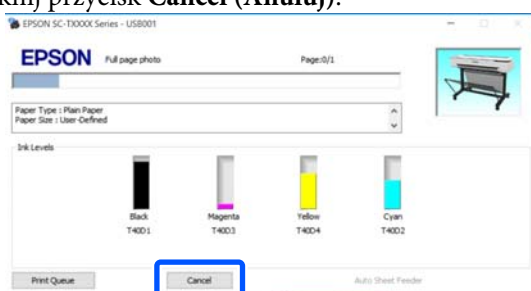 przycisk Cancel (Anuluj).
EPSON SC-TXXXX Series - USB001
EPSON Full page photo Page:0/1
Paper Type : Plain Paper
Paper Size : User-Defined
Ink Levels
Black Magenta Yellow Cyan
T40D1 T40D3 T40D4 T40D2
Print Queue Cancel Auto Sheet Feeder